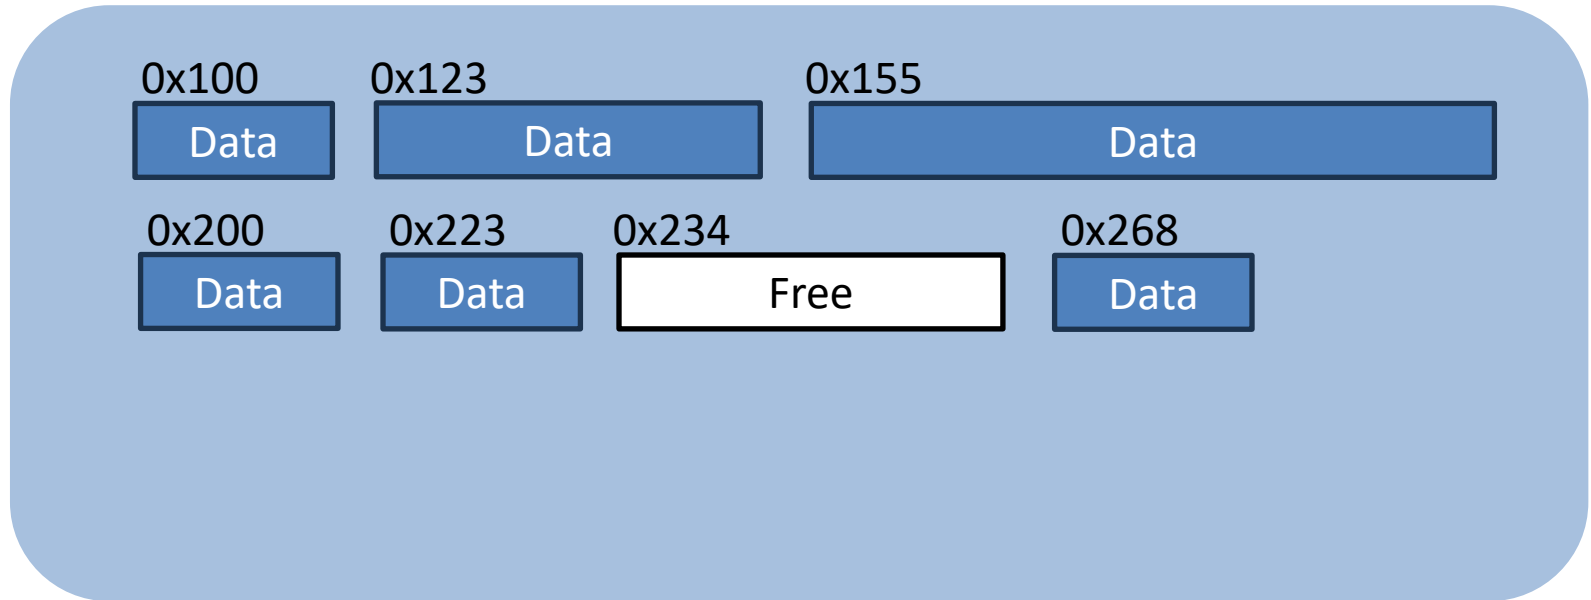 0x100 0x123 0x155
Data Data Data
0x200 0x223 0x234 0x268
Data Data Free Data